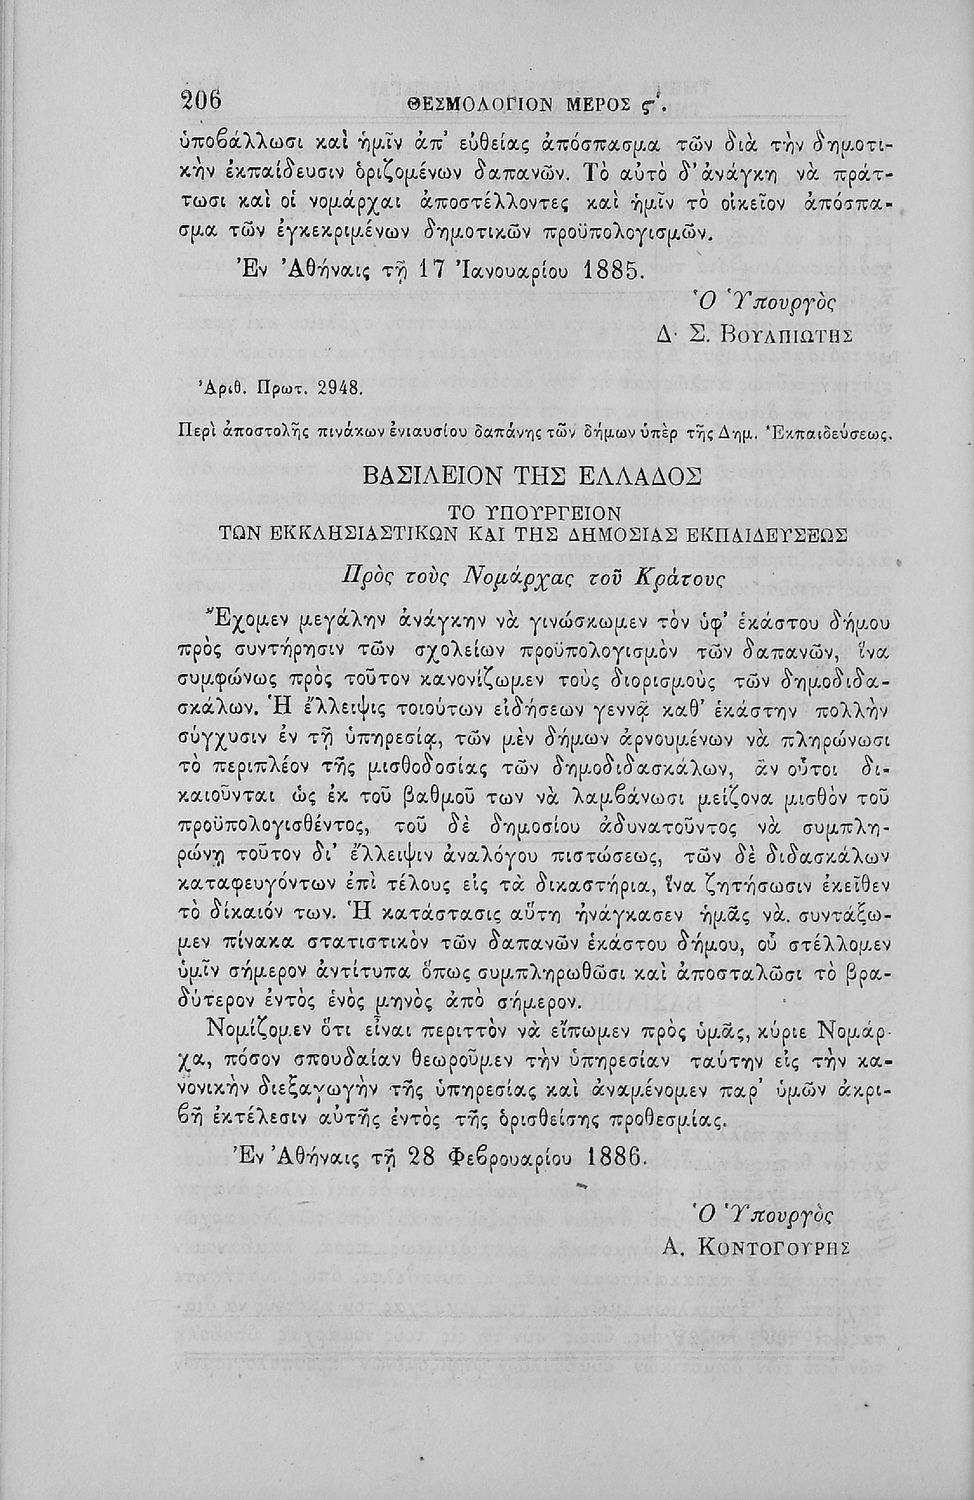 206 ΘΕΣΜΟΛΟΓΙΟΝ ΜΕΡΟΣ ϛ'.
ὑποβάλλωσι καὶ ἡμῖν ἀπ' εὐθείας ἀπόσπασμα τῶν διὰ τὴν δημοτι-
κὴν ἐκπαίδευσιν ὁριζομένων δαπανῶν. Τὸ αὐτὸ δ' ἀνάγκη νὰ πράτ-
τωσι καὶ οἱ νομάρχαι ἀποστέλλοντες καὶ ἡμῖν τὸ οἰκεῖον ἀπόσπα-
σμα τῶν ἐγκεκριμένων δημοτικῶν προϋπολογισμῶν.
Ἐν Ἀθήναις τῇ 17 Ἰανουαρίου 1885.
Ὁ Ὑπουργὸς
Δ· Σ. ΒΟΥΛΠΙΩΤΗΣ
Ἀριθ. Πρωτ. 2948.
Περὶ ἀποστολῆς πινάκων ἐνιαυσίου δαπάνης τῶν δήμων ὑπὲρ τῆς Δημ. Ἐκπαιδεύσεως.
ΒΑΣΙΛΕΙΟΝ ΤΗΣ ΕΛΛΑΔΟΣ
ΤΟ ΥΠΟΥΡΓΕΙΟΝ
ΤΩΝ ΕΚΚΛΗΣΙΑΣΤΙΚΩΝ ΚΑΙ ΤΗΣ ΔΗΜΟΣΙΑΣ ΕΚΠΑΙΔΕΥΣΕΩΣ
Πρὸς τοὺς Νομάρχας τοῦ Κράτους
Ἔχομεν μεγάλην ἀνάγκην νὰ γινώσκωμεν τὸν ὑφ' ἑκάστου δήμου
πρὸς συντήρησιν τῶν σχολείων προϋπολογισμὸν τῶν δαπανῶν, ἵνα
συμφώνως πρὸς τοῦτον κανονίζωμεν τοὺς διορισμοὺς τῶν δημοδιδα-
σκάλων. Ἡ ἔλλειψις τοιούτων εἰδήσεων γεννᾷ καθ' ἑκάστην πολλὴν
σύγχυσιν ἐν τῇ ὑπηρεσίᾳ, τῶν μὲν δήμων ἀρνουμένων νὰ πληρώνωσι
τὸ περιπλέον τῆς μισθοδοσίας τῶν δημοδιδασκάλων, ἂν οὗτοι δι-
καιοῦνται ὡς ἐκ τοῦ βαθμοῦ των νὰ λαμβάνωσι μείζονα μισθὸν τοῦ
προϋπολογισθέντος, τοῦ δὲ δημοσίου ἀδυνατοῦντος νὰ συμπλη-
ρώνῃ τοῦτον δι' ἔλλειψιν ἀναλόγου πιστώσεως, τῶν δὲ διδασκάλων
καταφευγόντων ἐπὶ τέλους εἰς τὰ δικαστήρια, ἵνα ζητήσωσιν ἐκεῖθεν
τὸ δίκαιόν των. Ἡ κατάστασις αὕτη ἠνάγκασεν ἡμᾶς νὰ. συντάξω-
μεν πίνακα στατιστικὸν τῶν δαπανῶν ἑκάστου δήμου, οὗ στέλλομεν
ὑμῖν σήμερον ἀντίτυπα ὅπως συμπληρωθῶσι καὶ ἀποσταλῶσι τὸ βρα-
δύτερον ἐντὸς ἑνὸς μηνὸς ἀπὸ σήμερον.
Νομίζομεν ὅτι εἶναι περιττὸν νὰ εἴπωμεν πρὸς ὑμᾶς, κύριε Νομάρ-
χα, πόσον σπουδαίαν θεωροῦμεν τὴν ὑπηρεσίαν ταύτην εἰς τὴν κα-
νονικὴν διεξαγωγὴν τῆς ὑπηρεσίας καὶ ἀναμένομεν παρ' ὑμῶν ἀκρι-
βῆ ἐκτέλεσιν αὐτῆς ἐντὸς τῆς ὁρισθείσης προθεσμίας.
Ἐν Ἀθήναις τῇ 28 Φεβρουαρίου 1886.
Ὁ Ὑπουργὸς
Α. ΚΟΝΤΟΓΟΥΡΗΣ